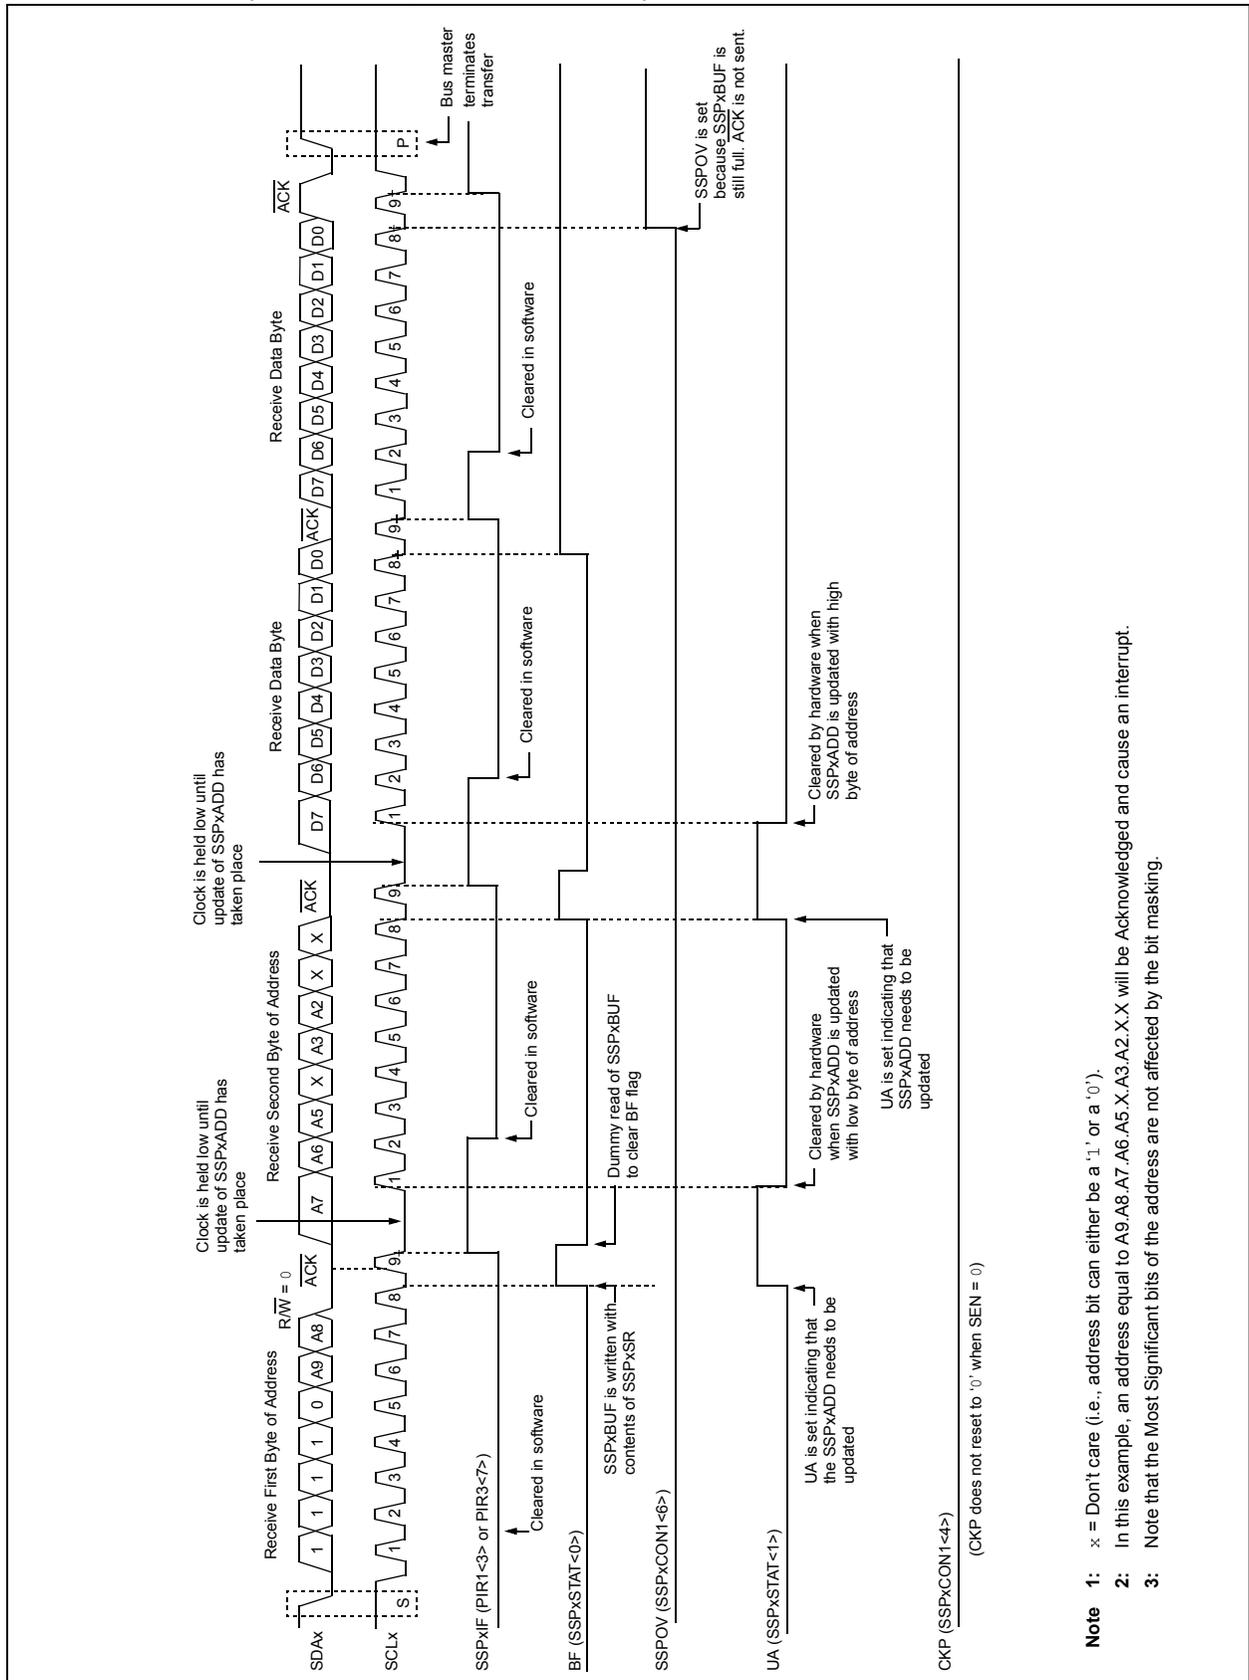 Receive First Byte of Address
R/W = 0
ACK
Clock is held low until
update of SSPxADD has
taken place
Receive Second Byte of Address
ACK
Clock is held low until
update of SSPxADD has
taken place
Receive Data Byte
ACK
Receive Data Byte
ACK
SDAx
1 1 1 1 0 A9 A8 A7 A6 A5 X A3 A2 X X D7 D6 D5 D4 D3 D2 D1 D0 D7 D6 D5 D4 D3 D2 D1 D0
SCLx
S 1 2 3 4 5 6 7 8 9 1 2 3 4 5 6 7 8 9 1 2 3 4 5 6 7 8 9 1 2 3 4 5 6 7 8 9 P
Bus master
terminates
transfer
SSPxIF (PIR1<3> or PIR3<7>)
Cleared in software
Cleared in software
Cleared in software
Cleared in software
BF (SSPxSTAT<0>)
SSPxBUF is written with
contents of SSPxSR
Dummy read of SSPxBUF
to clear BF flag
SSPOV (SSPxCON1<6>)
SSPOV is set
because SSPxBUF is
still full. ACK is not sent.
UA (SSPxSTAT<1>)
UA is set indicating that
the SSPxADD needs to be
updated
Cleared by hardware
when SSPxADD is updated
with low byte of address
UA is set indicating that
SSPxADD needs to be
updated
Cleared by hardware when
SSPxADD is updated with high
byte of address
CKP (SSPxCON1<4>)
(CKP does not reset to ‘0’ when SEN = 0)
Note 1: x = Don’t care (i.e., address bit can either be a ‘1’ or a ‘0’).
2: In this example, an address equal to A9.A8.A7.A6.A5.X.A3.A2.X.X will be Acknowledged and cause an interrupt.
3: Note that the Most Significant bits of the address are not affected by the bit masking.